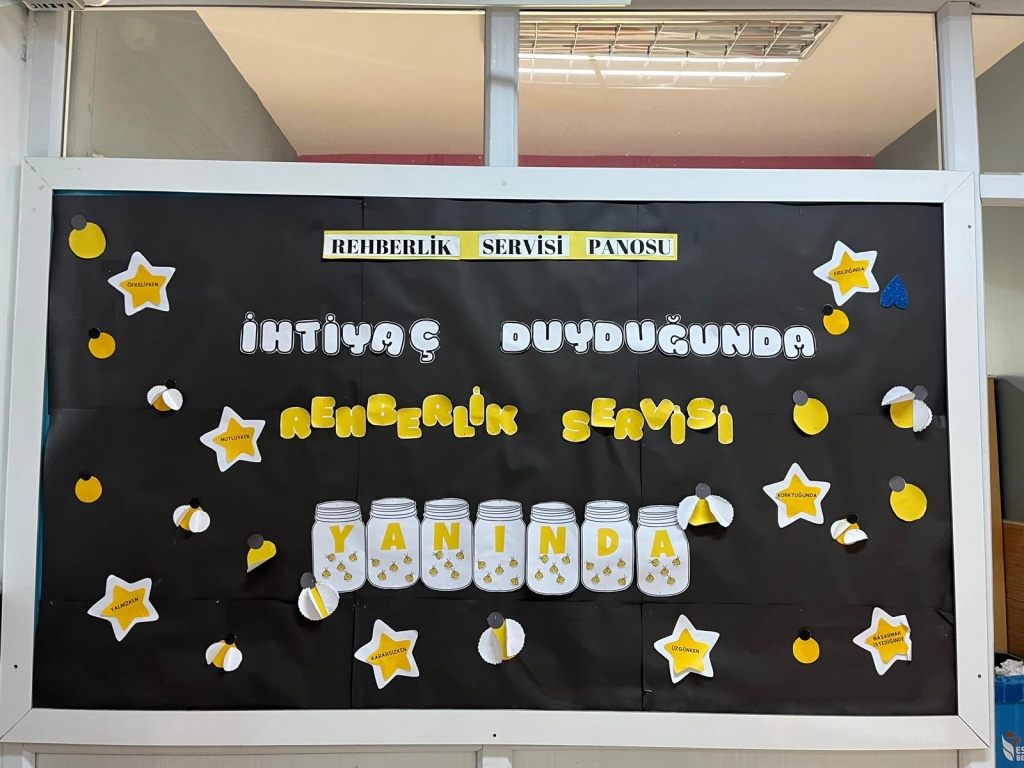 REHBERLİK SERVİSİ PANOSU
ÖFKELİYKEN
KIRILDIĞINDA
İHTİYAÇ DUYDUĞUNDA
REHBERLİK SERVİSİ
MUTLUYKEN
KORKTUĞUNDA
YANINDA
YALNIZKEN
KARARSIZKEN
ÜZGÜNKEN
BAŞARMAK
İSTEDİĞİNDE